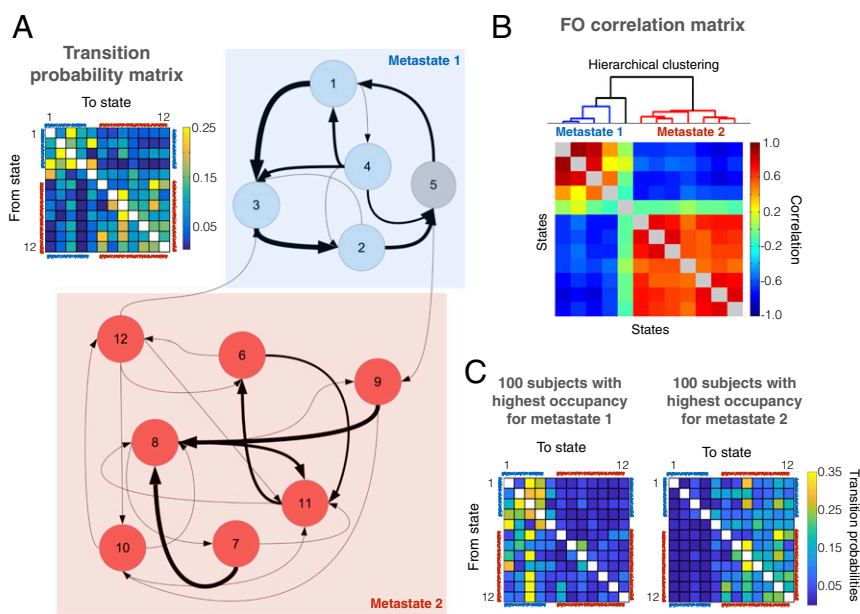 A
Transition
probability matrix
To state
1 12
1
From state
12
0.25
0.15
0.05
Metastate 1
1
4
5
3
2
12
6
9
8
11
10
7
Metastate 2
B
FO correlation matrix
Hierarchical clustering
Metastate 1 Metastate 2
States
States
1.0
0.6
0.2
-0.2
-0.6
-1.0
Correlation
C
100 subjects with
highest occupancy
for metastate 1
To state
1 12
1
From state
12
100 subjects with
highest occupancy
for metastate 2
To state
1 12
1
12
0.35
0.25
0.15
0.05
Transition probabilities